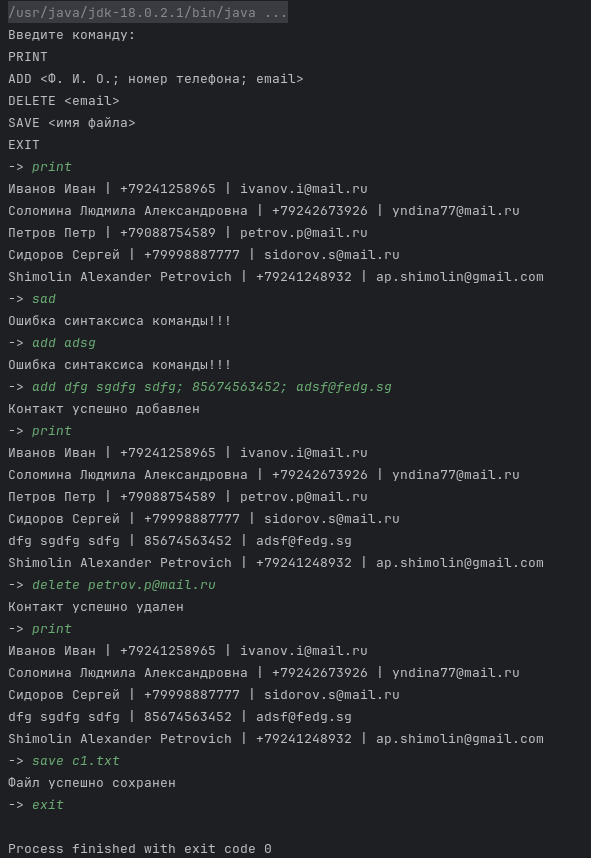 /usr/java/jdk-18.0.2.1/bin/java ...
Введите команду:
PRINT
ADD <Ф. И. О.; номер телефона; email>
DELETE <email>
SAVE <имя файла>
EXIT
-> print
Иванов Иван | +79241258965 | ivanov.i@mail.ru
Соломина Людмила Александровна | +79242673926 | yndina77@mail.ru
Петров Петр | +79088754589 | petrov.p@mail.ru
Сидоров Сергей | +79998887777 | sidorov.s@mail.ru
Shimolin Alexander Petrovich | +79241248932 | ap.shimolin@gmail.com
-> sad
Ошибка синтаксиса команды!!!
-> add adsg
Ошибка синтаксиса команды!!!
-> add dfg sgdfg sdfg; 85674563452; adsf@fedg.sg
Контакт успешно добавлен
-> print
Иванов Иван | +79241258965 | ivanov.i@mail.ru
Соломина Людмила Александровна | +79242673926 | yndina77@mail.ru
Петров Петр | +79088754589 | petrov.p@mail.ru
Сидоров Сергей | +79998887777 | sidorov.s@mail.ru
dfg sgdfg sdfg | 85674563452 | adsf@fedg.sg
Shimolin Alexander Petrovich | +79241248932 | ap.shimolin@gmail.com
-> delete petrov.p@mail.ru
Контакт успешно удален
-> print
Иванов Иван | +79241258965 | ivanov.i@mail.ru
Соломина Людмила Александровна | +79242673926 | yndina77@mail.ru
Сидоров Сергей | +79998887777 | sidorov.s@mail.ru
dfg sgdfg sdfg | 85674563452 | adsf@fedg.sg
Shimolin Alexander Petrovich | +79241248932 | ap.shimolin@gmail.com
-> save c1.txt
Файл успешно сохранен
-> exit
Process finished with exit code 0